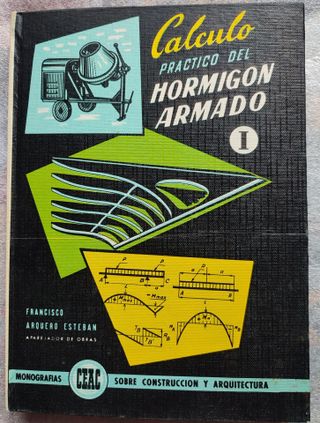 Calculo
PRACTICO DEL
HORMIGON
ARMADO
I
FRANCISCO
ARQUERO ESTEBAN
APAREJADOR DE OBRAS
MONOGRAFIAS CEAC SOBRE CONSTRUCCION Y ARQUITECTURA